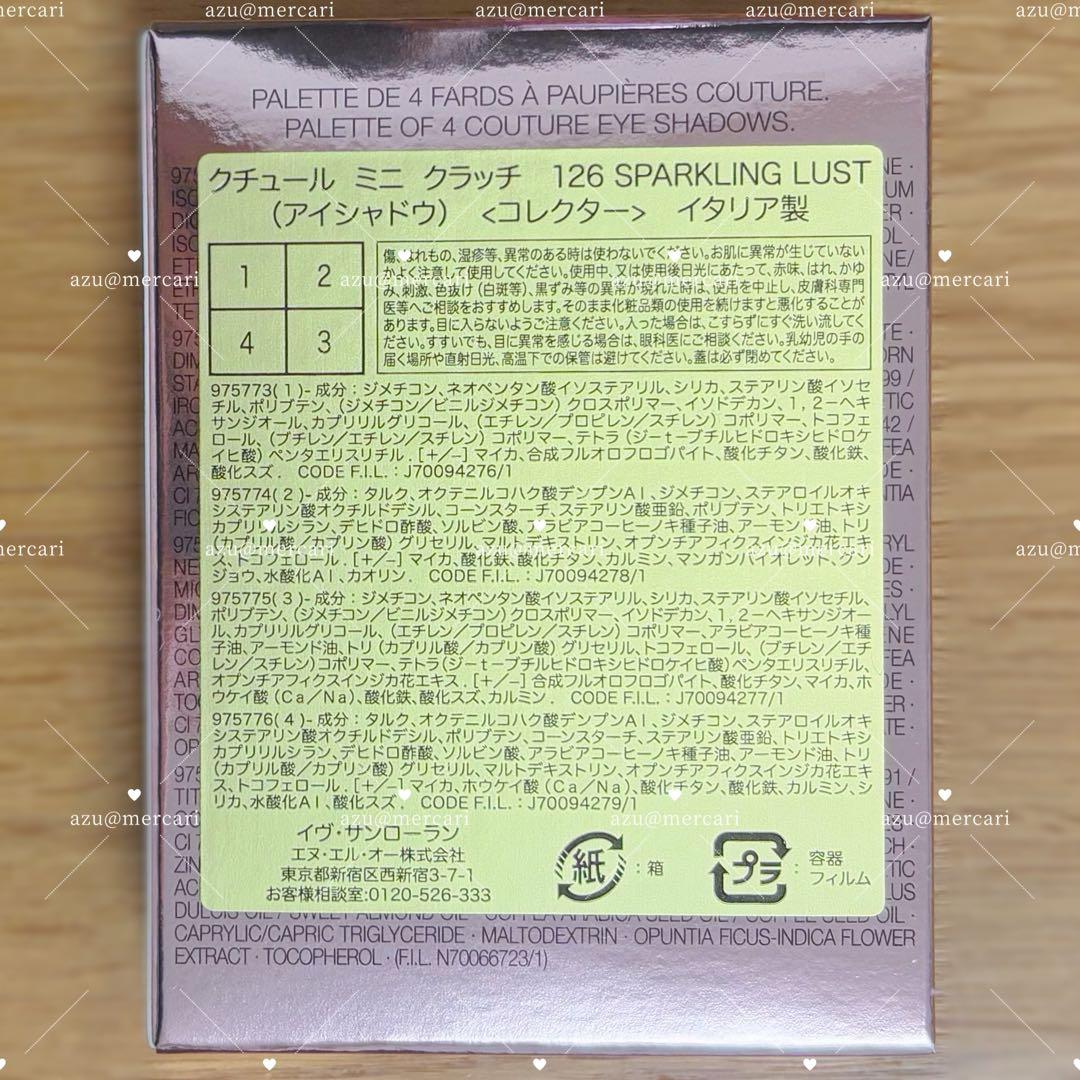 azu@mercari azu@mercari azu@mercari
PALETTE DE 4 FARDS À PAUPIÈRES COUTURE.
PALETTE OF 4 COUTURE EYE SHADOWS.
クチュール ミニ クラッチ 126 SPARKLING LUST
(アイシャドウ) <コレクター> イタリア製
1 2
4 3
傷、はれもの、湿疹等、異常のある時は使わないでください。お肌に異常が生じていない
かよく注意して使用してください。使用中、又は使用後日光にあたって、赤味、はれ、かゆ
み、刺激、色抜け(白斑等)、黒ずみ等の異常が現れた時は、使用を中止し、皮膚科専門
医等へご相談をおすすめします。そのまま化粧品類の使用を続けますと悪化することが
あります。目に入らないようご注意ください。入った場合は、こすらずにすぐ洗い流してく
ださい。すすいでも、目に異常を感じる場合は、眼科医にご相談ください。乳幼児の手の
届く場所や直射日光、高温下での保管は避けてください。蓋は必ず閉めてください。
azu@mercari azu@mercari azu@mercari azu@mercari
975773(1)-成分:ジメチコン、ネオペンタン酸イソステアリル、シリカ、ステアリン酸イソセ
チル、ポリブテン、(ジメチコン/ビニルジメチコン)クロスポリマー、イソドデカン、1,2-ヘキ
サンジオール、カプリリルグリコール、(エチレン/プロピレン/スチレン)コポリマー、トコフェ
ロール、(ブチレン/エチレン/スチレン)コポリマー、テトラ(ジ-t-ブチルヒドロキシヒドロケ
イヒ酸)ペンタエリスリチル. [+/-]マイカ、合成フルオロフロゴパイト、酸化チタン、酸化鉄、
酸化スズ. CODE F.I.L.:J70094276/1
975774(2)-成分:タルク、オクテニルコハク酸デンプンAl、ジメチコン、ステアロイルオキ
システアリン酸オクチルドデシル、コーンスターチ、ステアリン酸亜鉛、ポリブテン、トリエトキシ
カプリリルシラン、デヒドロ酢酸、ソルビン酸、アラビアコーヒーノキ種子油、アーモンド油、トリ
(カプリル酸/カプリン酸)グリセリル、マルトデキストリン、オプンチアフィクスインジカ花エキ
ス、トコフェロール. [+/-]マイカ、酸化鉄、酸化チタン、カルミン、マンガンバイオレット、グン
ジョウ、水酸化Al、カオリン. CODE F.I.L.:J70094278/1
azu@mercari azu@mercari azu@mercari azu@mercari
975775(3)-成分:ジメチコン、ネオペンタン酸イソステアリル、シリカ、ステアリン酸イソセチル、
ポリブテン、(ジメチコン/ビニルジメチコン)クロスポリマー、イソドデカン、1,2-ヘキサンジオー
ル、カプリリルグリコール、(エチレン/プロピレン/スチレン)コポリマー、アラビアコーヒーノキ種
子油、アーモンド油、トリ(カプリル酸/カプリン酸)グリセリル、トコフェロール、(ブチレン/エチ
レン/スチレン)コポリマー、テトラ(ジ-t-ブチルヒドロキシヒドロケイヒ酸)ペンタエリスリチル、
オプンチアフィクスインジカ花エキス. [+/-]合成フルオロフロゴパイト、酸化チタン、マイカ、ホ
ウケイ酸(Ca/Na)、酸化鉄、酸化スズ、カルミン. CODE F.I.L.:J70094277/1
975776(4)-成分:タルク、オクテニルコハク酸デンプンAl、ジメチコン、ステアロイルオキ
システアリン酸オクチルドデシル、ポリブテン、コーンスターチ、ステアリン酸亜鉛、トリエトキシ
カプリリルシラン、デヒドロ酢酸、ソルビン酸、アラビアコーヒーノキ種子油、アーモンド油、トリ
(カプリル酸/カプリン酸)グリセリル、マルトデキストリン、オプンチアフィクスインジカ花エキ
ス、トコフェロール. [+/-]マイカ、ホウケイ酸(Ca/Na)、酸化チタン、酸化鉄、カルミン、シ
リカ、水酸化Al、酸化スズ. CODE F.I.L.:J70094279/1
azu@mercari azu@mercari azu@mercari azu@mercari
イヴ・サンローラン
エヌ・エル・オー株式会社
東京都新宿区西新宿3-7-1
お客様相談室:0120-526-333
紙 :箱
プラ :容器
フィルム
DULCIS OIL / SWEET ALMOND OIL · COFFEA ARABICA SEED OIL / COFFEE SEED OIL ·
CAPRYLIC/CAPRIC TRIGLYCERIDE · MALTODEXTRIN · OPUNTIA FICUS-INDICA FLOWER
EXTRACT · TOCOPHEROL · (F.I.L. N70066723/1)